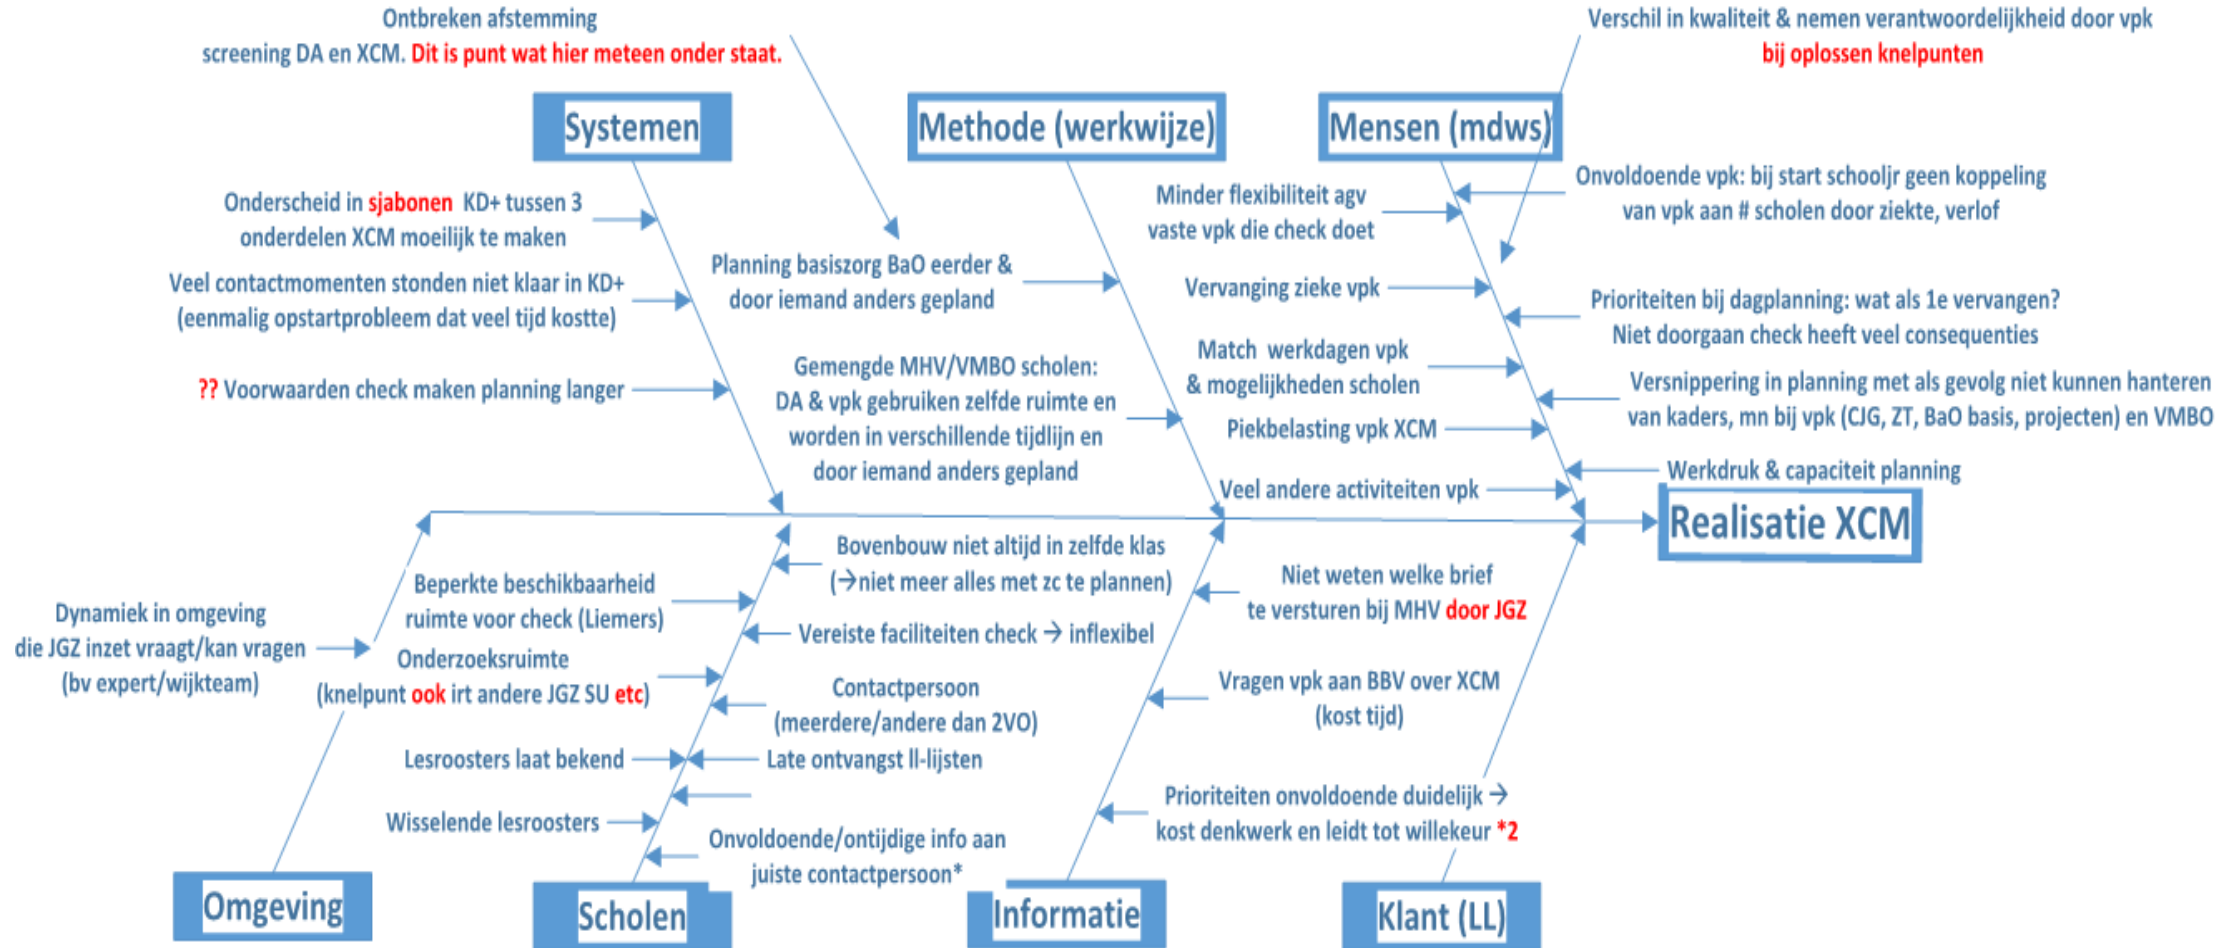 Ontbreken afstemming
screening DA en XCM. Dit is punt wat hier meteen onder staat.
Verschil in kwaliteit & nemen verantwoordelijkheid door vpk
bij oplossen knelpunten
Systemen
Methode (werkwijze)
Mensen (mdws)
Onderscheid in sjabonen KD+ tussen 3
onderdelen XCM moeilijk te maken
Veel contactmomenten stonden niet klaar in KD+
(eenmalig opstartprobleem dat veel tijd kostte)
?? Voorwaarden check maken planning langer
Planning basiszorg BaO eerder &
door iemand anders gepland
Gemengde MHV/VMBO scholen:
DA & vpk gebruiken zelfde ruimte en
worden in verschillende tijdlijn en
door iemand anders gepland
Minder flexibiliteit agv
vaste vpk die check doet
Vervanging zieke vpk
Match werkdagen vpk
& mogelijkheden scholen
Piekbelasting vpk XCM
Veel andere activiteiten vpk
Onvoldoende vpk: bij start schooljr geen koppeling
van vpk aan # scholen door ziekte, verlof
Prioriteiten bij dagplanning: wat als 1e vervangen?
Niet doorgaan check heeft veel consequenties
Versnippering in planning met als gevolg niet kunnen hanteren
van kaders, mn bij vpk (CJG, ZT, BaO basis, projecten) en VMBO
Werkdruk & capaciteit planning
Realisatie XCM
Dynamiek in omgeving
die JGZ inzet vraagt/kan vragen
(bv expert/wijkteam)
Beperkte beschikbaarheid
ruimte voor check (Liemers)
Onderzoeksruimte
(knelpunt ook irt andere JGZ SU etc)
Lesroosters laat bekend
Wisselende lesroosters
Bovenbouw niet altijd in zelfde klas
(→niet meer alles met zc te plannen)
Vereiste faciliteiten check → inflexibel
Contactpersoon
(meerdere/andere dan 2VO)
Late ontvangst ll-lijsten
Onvoldoende/ontijdige info aan
juiste contactpersoon*
Niet weten welke brief
te versturen bij MHV door JGZ
Vragen vpk aan BBV over XCM
(kost tijd)
Prioriteiten onvoldoende duidelijk →
kost denkwerk en leidt tot willekeur *2
Omgeving
Scholen
Informatie
Klant (LL)